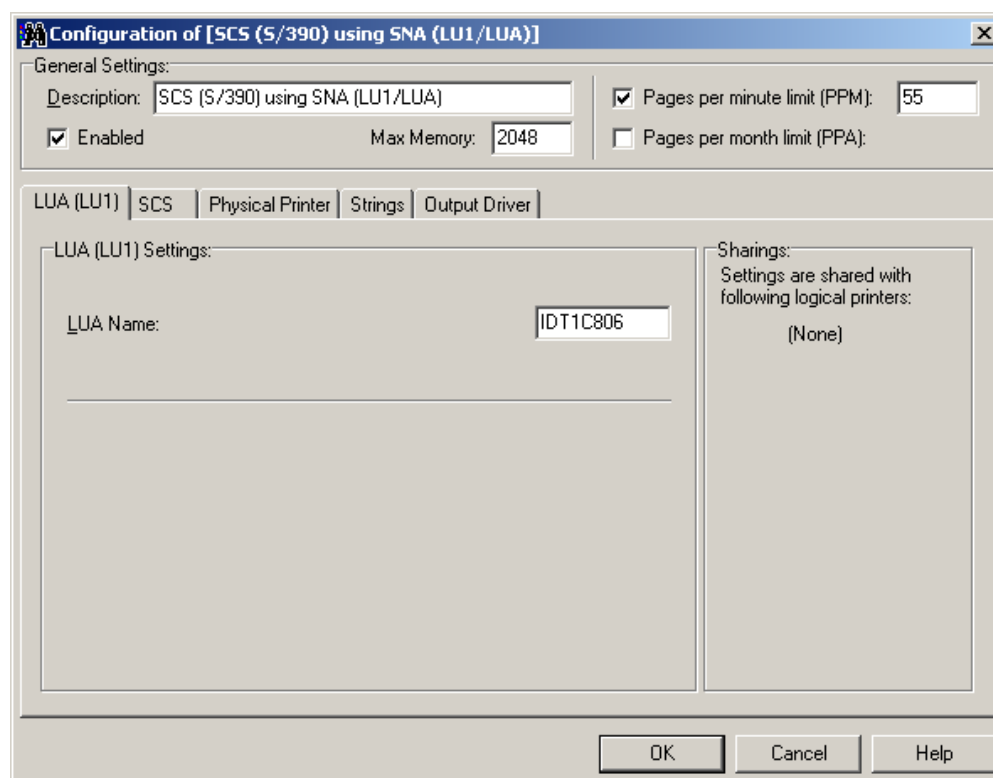 Configuration of [SCS (S/390) using SNA (LU1/LUA)]
General Settings:
Description: SCS (S/390) using SNA (LU1/LUA)
Enabled
Max Memory: 2048
Pages per minute limit (PPM): 55
Pages per month limit (PPA):
LUA (LU1) SCS Physical Printer Strings Output Driver
LUA (LU1) Settings:
LUA Name: IDT1C806
Sharings:
Settings are shared with
following logical printers:
(None)
OK Cancel Help